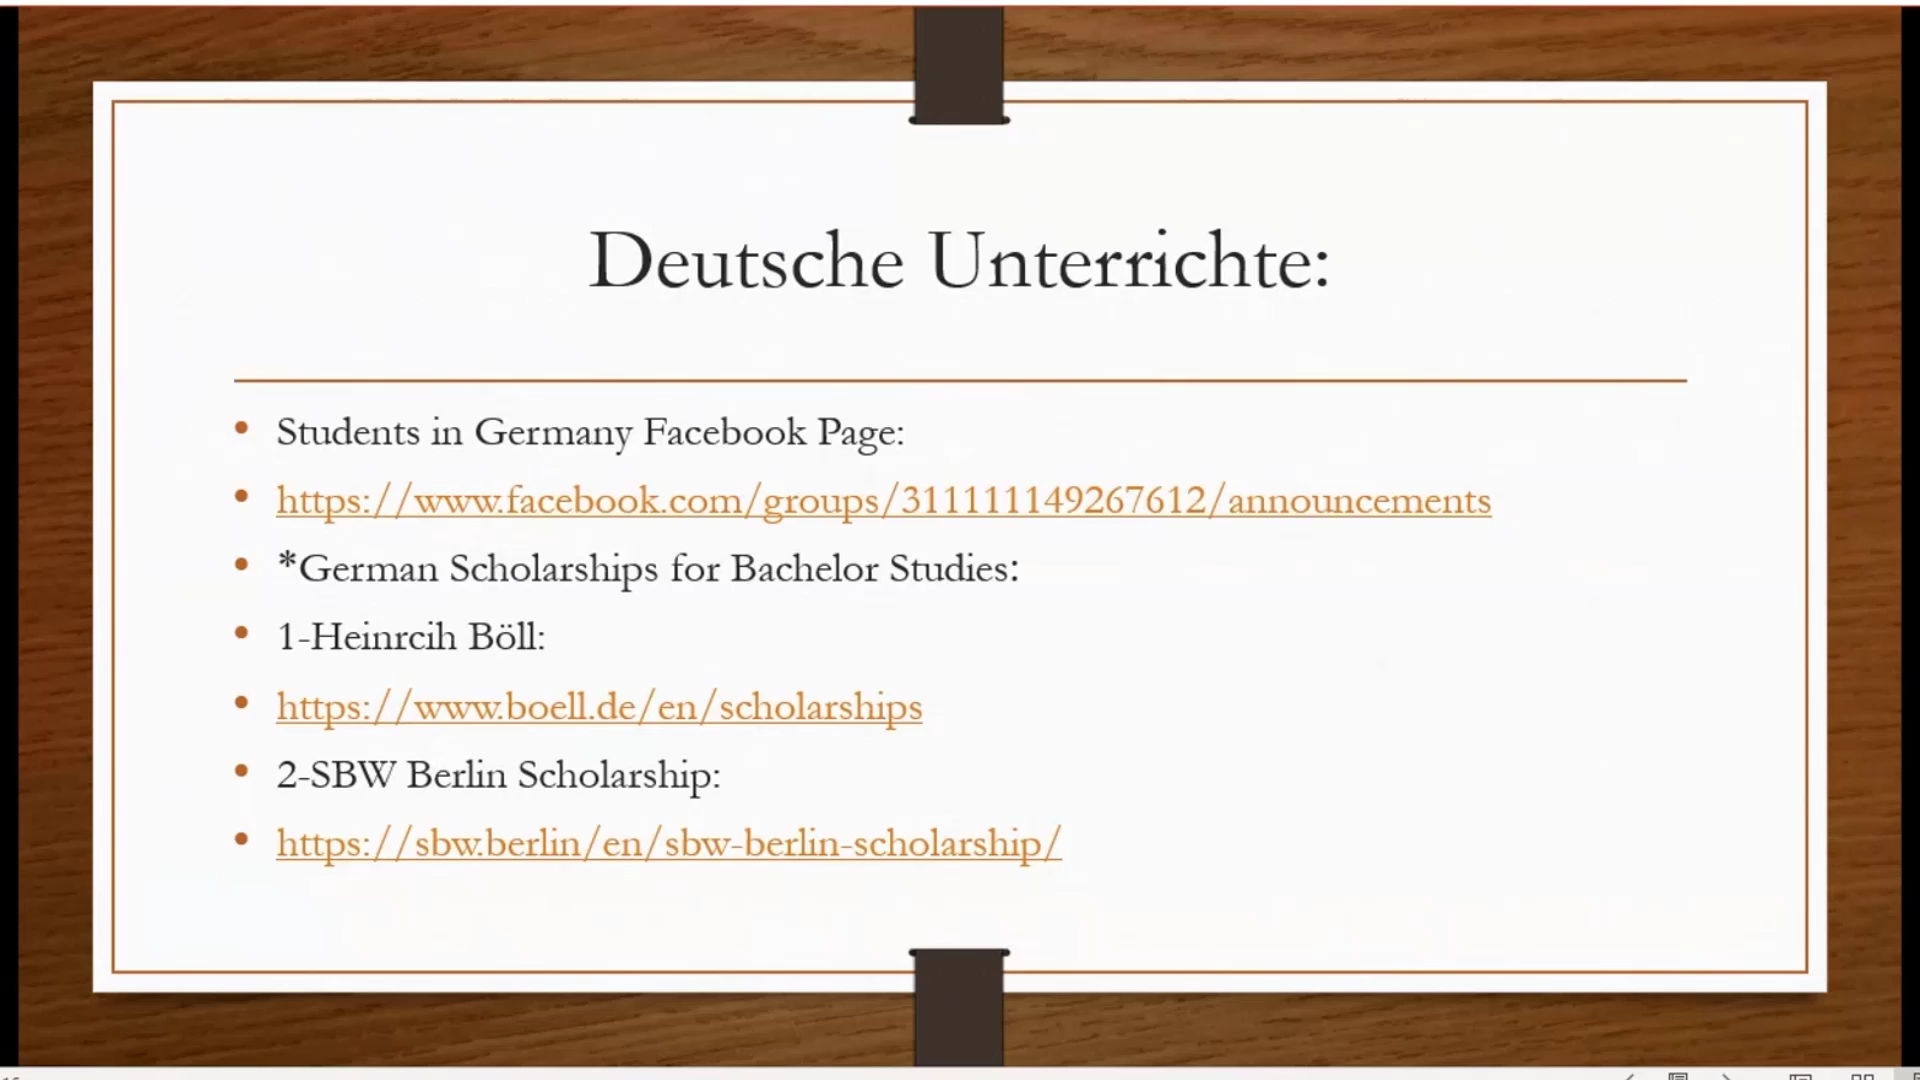 Deutsche Unterrichte:
Students in Germany Facebook Page:
https://www.facebook.com/groups/311111149267612/announcements
*German Scholarships for Bachelor Studies:
1-Heinrcih Böll:
https://www.boell.de/en/scholarships
2-SBW Berlin Scholarship:
https://sbw.berlin/en/sbw-berlin-scholarship/